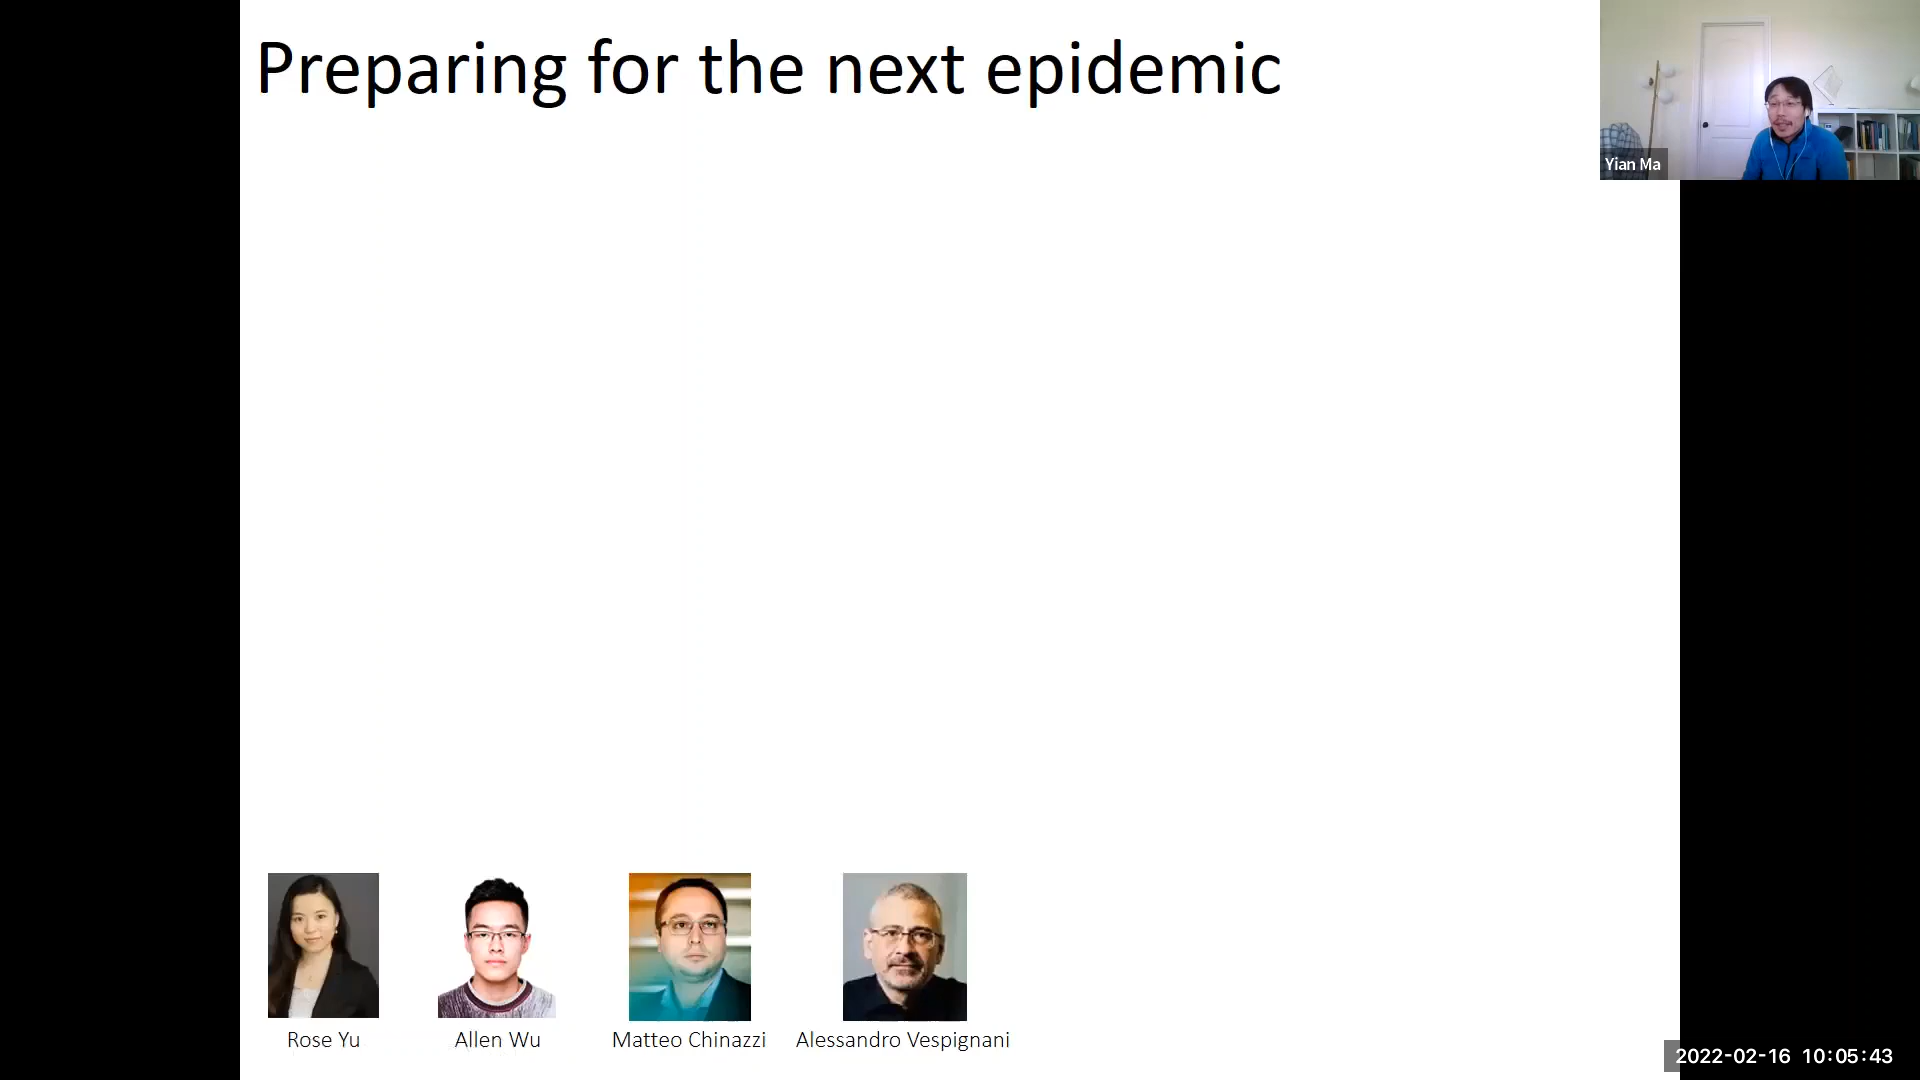 Preparing for the next epidemic
Yian Ma
Rose Yu
Allen Wu
Matteo Chinazzi
Alessandro Vespignani
2022-02-16 10:05:43